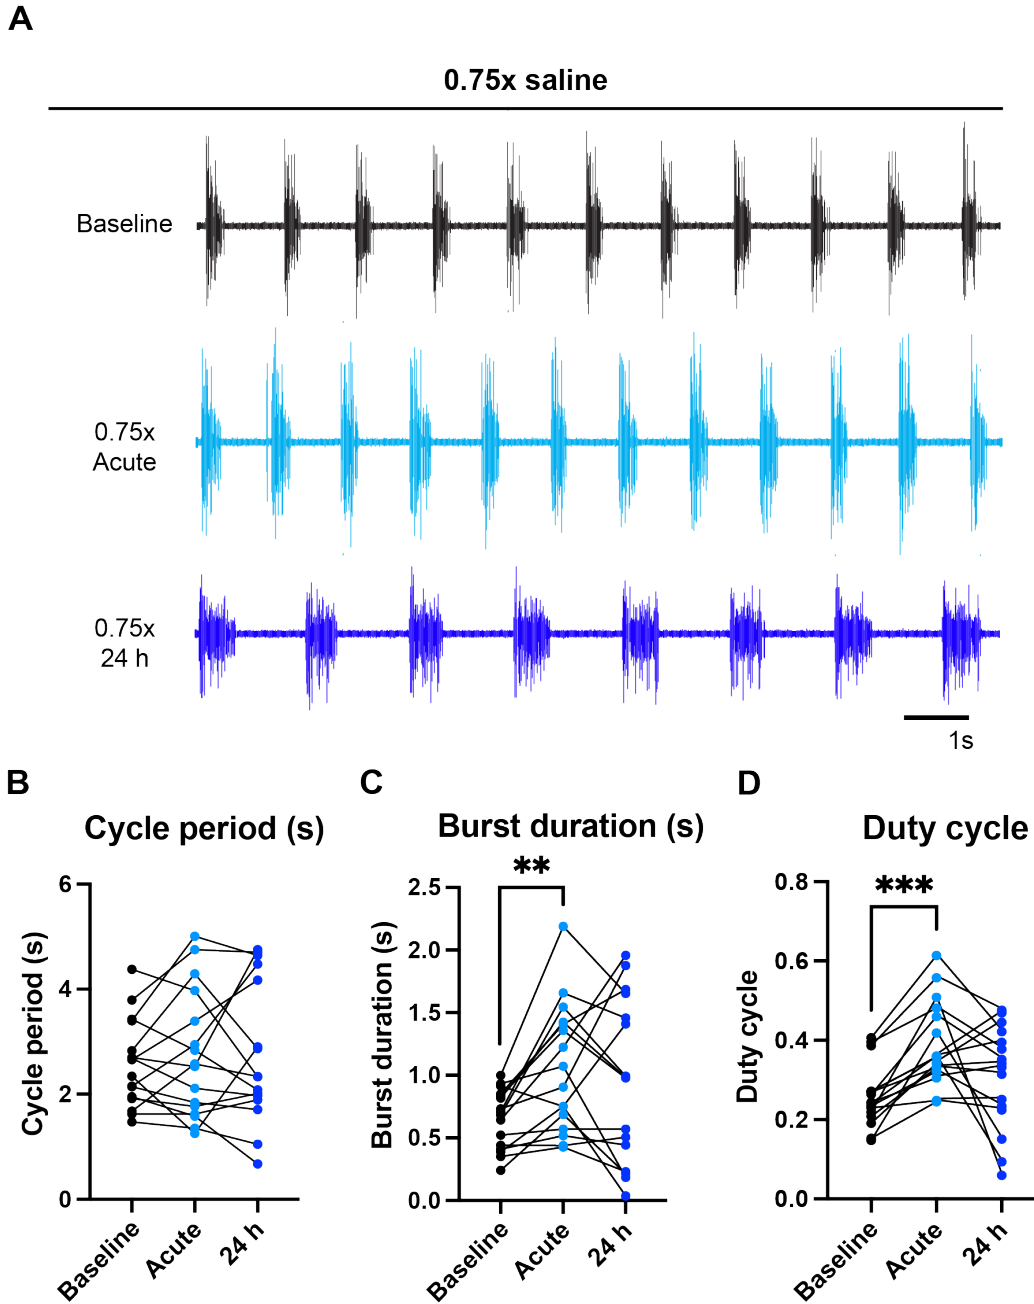 A
0.75x saline
Baseline
0.75x
Acute
0.75x
24 h
1s
B
Cycle period (s)
6
4
2
0
Cycle period (s)
Baseline
Acute
24 h
C
Burst duration (s)
**
2.5
2.0
1.5
1.0
0.5
0.0
Burst duration (s)
Baseline
Acute
24 h
D
Duty cycle
***
0.8
0.6
0.4
0.2
0.0
Duty cycle
Baseline
Acute
24 h